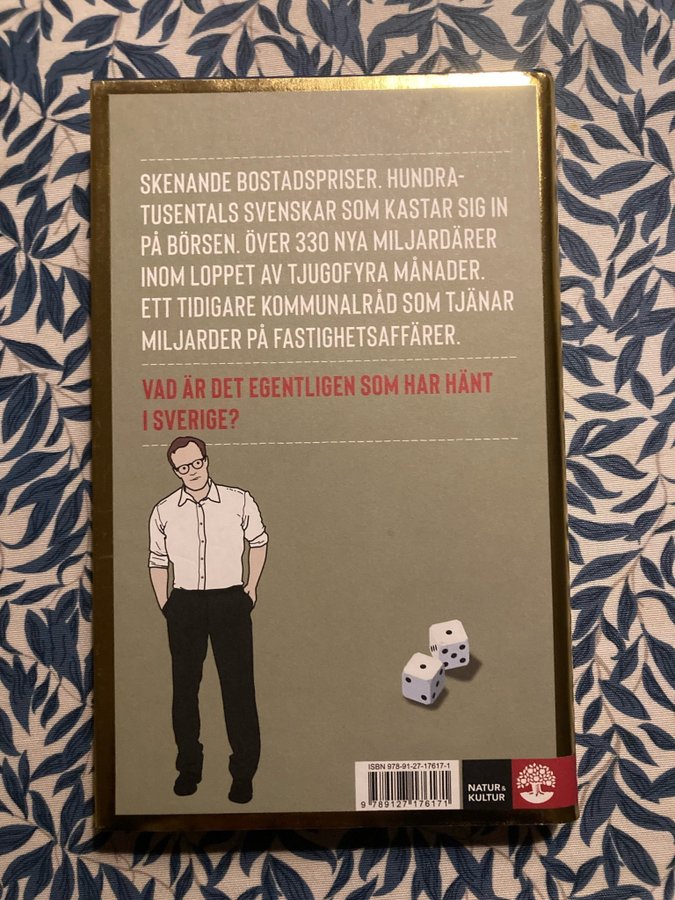 SKENANDE BOSTADSPRISER. HUNDRA-
TUSENTALS SVENSKAR SOM KASTAR SIG IN
PÅ BÖRSEN. ÖVER 330 NYA MILJARDÄRER
INOM LOPPET AV TJUGOFYRA MÅNADER.
ETT TIDIGARE KOMMUNALRÅD SOM TJÄNAR
MILJARDER PÅ FASTIGHETSAFFÄRER.
VAD ÄR DET EGENTLIGEN SOM HAR HÄNT
I SVERIGE?
ISBN 978-91-27-17617-1
9 789127 176171
NATUR &
KULTUR